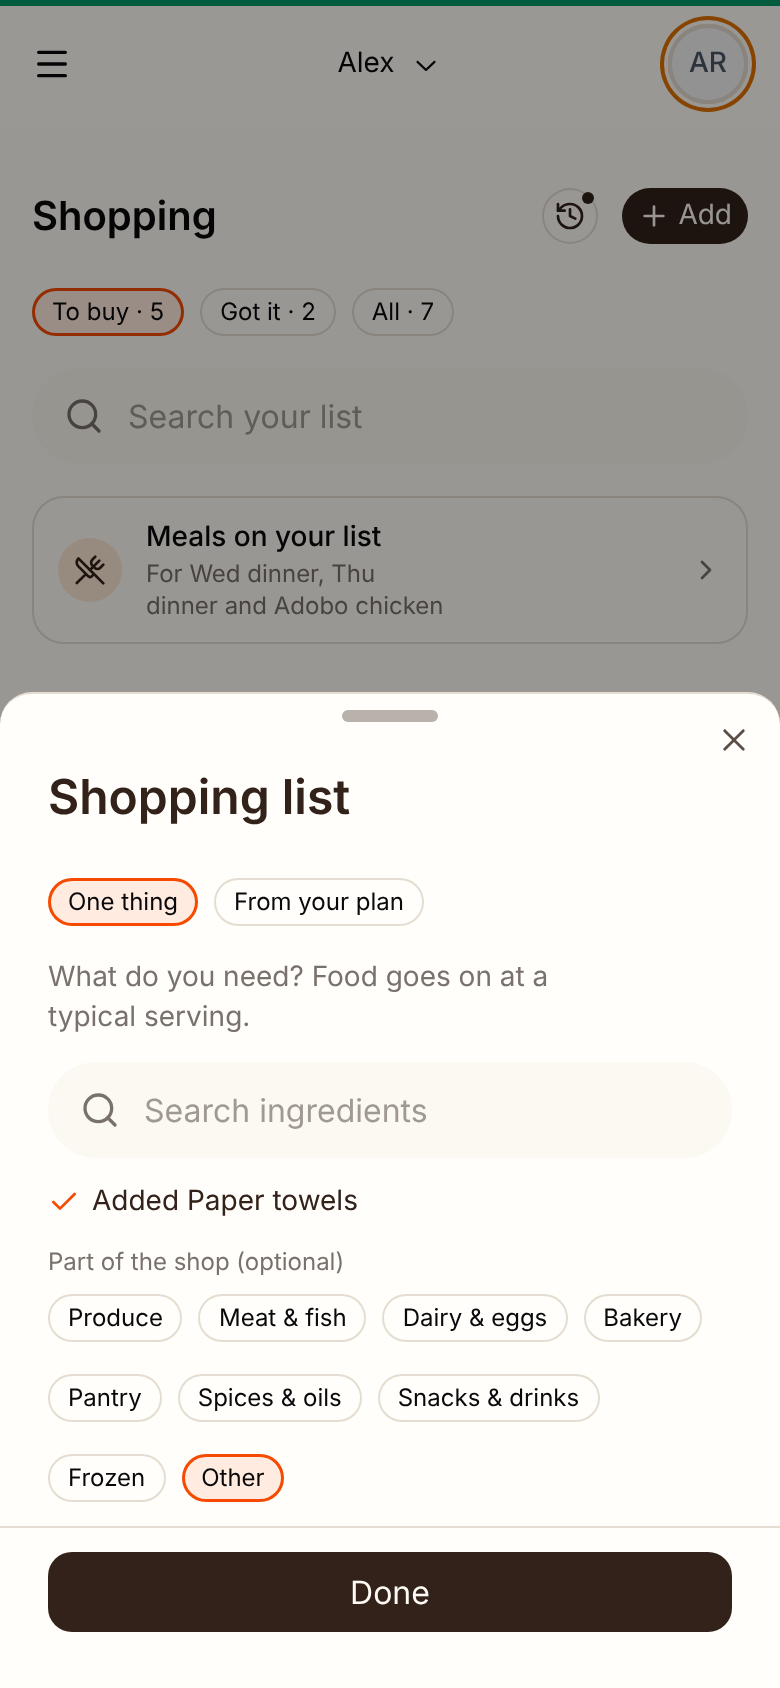 Alex
AR
Shopping
Add
To buy · 5
Got it · 2
All · 7
Search your list
Meals on your list
For Wed dinner, Thu
dinner and Adobo chicken
Shopping list
One thing
From your plan
What do you need? Food goes on at a
typical serving.
Search ingredients
Added Paper towels
Part of the shop (optional)
Produce
Meat & fish
Dairy & eggs
Bakery
Pantry
Spices & oils
Snacks & drinks
Frozen
Other
Done